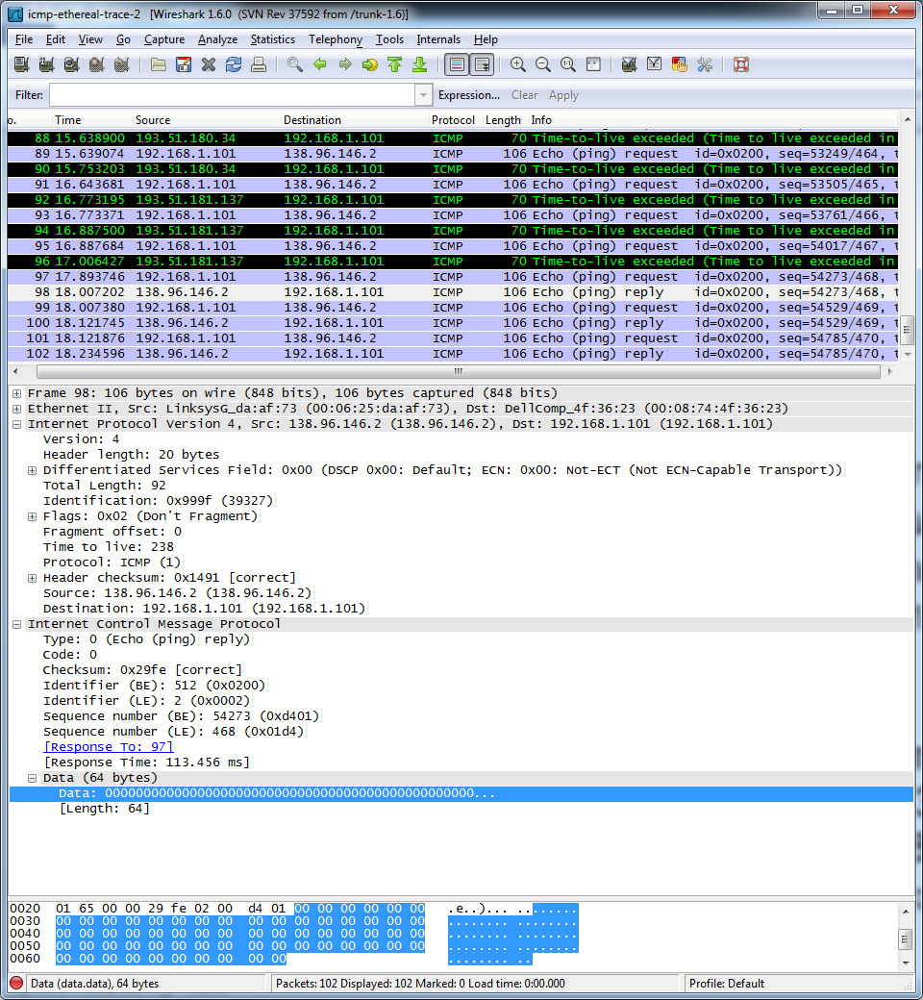 icmp-ethereal-trace-2 [Wireshark 1.6.0 (SVN Rev 37592 from /trunk-1.6)]
File Edit View Go Capture Analyze Statistics Telephony Tools Internals Help
Filter: Expression... Clear Apply
o. Time Source Destination Protocol Length Info
88 15.638900 193.51.180.34 192.168.1.101 ICMP 70 Time-to-live exceeded (Time to live exceeded in
89 15.639074 192.168.1.101 138.96.146.2 ICMP 106 Echo (ping) request id=0x0200, seq=53249/464, t
90 15.753203 193.51.180.34 192.168.1.101 ICMP 70 Time-to-live exceeded (Time to live exceeded in
91 16.643681 192.168.1.101 138.96.146.2 ICMP 106 Echo (ping) request id=0x0200, seq=53505/465, t
92 16.773195 193.51.181.137 192.168.1.101 ICMP 70 Time-to-live exceeded (Time to live exceeded in
93 16.773371 192.168.1.101 138.96.146.2 ICMP 106 Echo (ping) request id=0x0200, seq=53761/466, t
94 16.887500 193.51.181.137 192.168.1.101 ICMP 70 Time-to-live exceeded (Time to live exceeded in
95 16.887684 192.168.1.101 138.96.146.2 ICMP 106 Echo (ping) request id=0x0200, seq=54017/467, t
96 17.006427 193.51.181.137 192.168.1.101 ICMP 70 Time-to-live exceeded (Time to live exceeded in
97 17.893746 192.168.1.101 138.96.146.2 ICMP 106 Echo (ping) request id=0x0200, seq=54273/468, t
98 18.007202 138.96.146.2 192.168.1.101 ICMP 106 Echo (ping) reply id=0x0200, seq=54273/468, t
99 18.007380 192.168.1.101 138.96.146.2 ICMP 106 Echo (ping) request id=0x0200, seq=54529/469, t
100 18.121745 138.96.146.2 192.168.1.101 ICMP 106 Echo (ping) reply id=0x0200, seq=54529/469, t
101 18.121876 192.168.1.101 138.96.146.2 ICMP 106 Echo (ping) request id=0x0200, seq=54785/470, t
102 18.234596 138.96.146.2 192.168.1.101 ICMP 106 Echo (ping) reply id=0x0200, seq=54785/470, t
Frame 98: 106 bytes on wire (848 bits), 106 bytes captured (848 bits)
Ethernet II, Src: LinksysG_da:af:73 (00:06:25:da:af:73), Dst: DellComp_4f:36:23 (00:08:74:4f:36:23)
Internet Protocol Version 4, Src: 138.96.146.2 (138.96.146.2), Dst: 192.168.1.101 (192.168.1.101)
Version: 4
Header length: 20 bytes
Differentiated Services Field: 0x00 (DSCP 0x00: Default; ECN: 0x00: Not-ECT (Not ECN-Capable Transport))
Total Length: 92
Identification: 0x999f (39327)
Flags: 0x02 (Don't Fragment)
Fragment offset: 0
Time to live: 238
Protocol: ICMP (1)
Header checksum: 0x1491 [correct]
Source: 138.96.146.2 (138.96.146.2)
Destination: 192.168.1.101 (192.168.1.101)
Internet Control Message Protocol
Type: 0 (Echo (ping) reply)
Code: 0
Checksum: 0x29fe [correct]
Identifier (BE): 512 (0x0200)
Identifier (LE): 2 (0x0002)
Sequence number (BE): 54273 (0xd401)
Sequence number (LE): 468 (0x01d4)
[Response To: 97]
[Response Time: 113.456 ms]
Data (64 bytes)
Data: 000000000000000000000000000000000000000000000000...
[Length: 64]
0020 01 65 00 00 29 fe 02 00 d4 01 00 00 00 00 00 00 .e..)... ........
0030 00 00 00 00 00 00 00 00 00 00 00 00 00 00 00 00 ........ ........
0040 00 00 00 00 00 00 00 00 00 00 00 00 00 00 00 00 ........ ........
0050 00 00 00 00 00 00 00 00 00 00 00 00 00 00 00 00 ........ ........
0060 00 00 00 00 00 00 00 00 00 00 ........ ..
Data (data.data), 64 bytes Packets: 102 Displayed: 102 Marked: 0 Load time: 0:00.000 Profile: Default